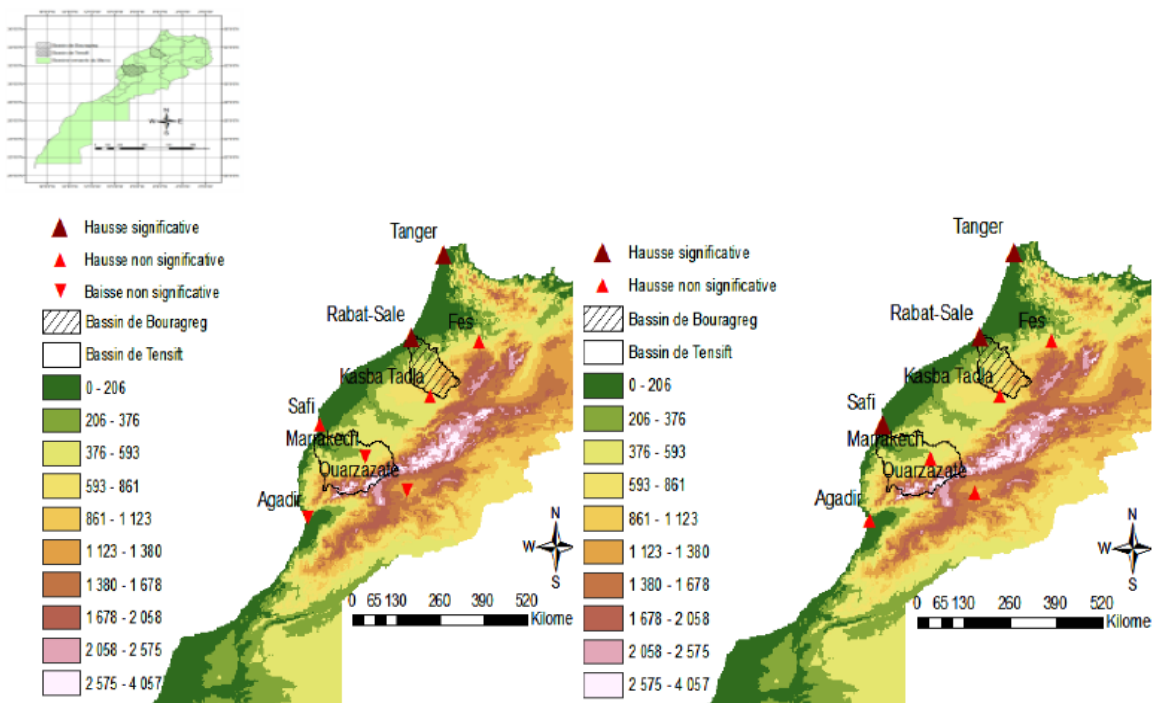 Bassin de Bouragreg
Bassin de Tensift
N
W E
S
Hausse significative
Hausse non significative
Baisse non significative
Bassin de Bouragreg
Bassin de Tensift
0 - 206
206 - 376
376 - 593
593 - 861
861 - 1 123
1 123 - 1 380
1 380 - 1 678
1 678 - 2 058
2 058 - 2 575
2 575 - 4 057
Tanger
Rabat-Sale
Fes
Kasba Tadla
Safi
Marrakech
Ouarzazate
Agadir
N
W E
S
0 65 130 260 390 520
Kilome
Hausse significative
Hausse non significative
Bassin de Bouragreg
Bassin de Tensift
0 - 206
206 - 376
376 - 593
593 - 861
861 - 1 123
1 123 - 1 380
1 380 - 1 678
1 678 - 2 058
2 058 - 2 575
2 575 - 4 057
Tanger
Rabat-Sale
Fes
Kasba Tadla
Safi
Marrakech
Ouarzazate
Agadir
N
W E
S
0 65 130 260 390 520
Kilome